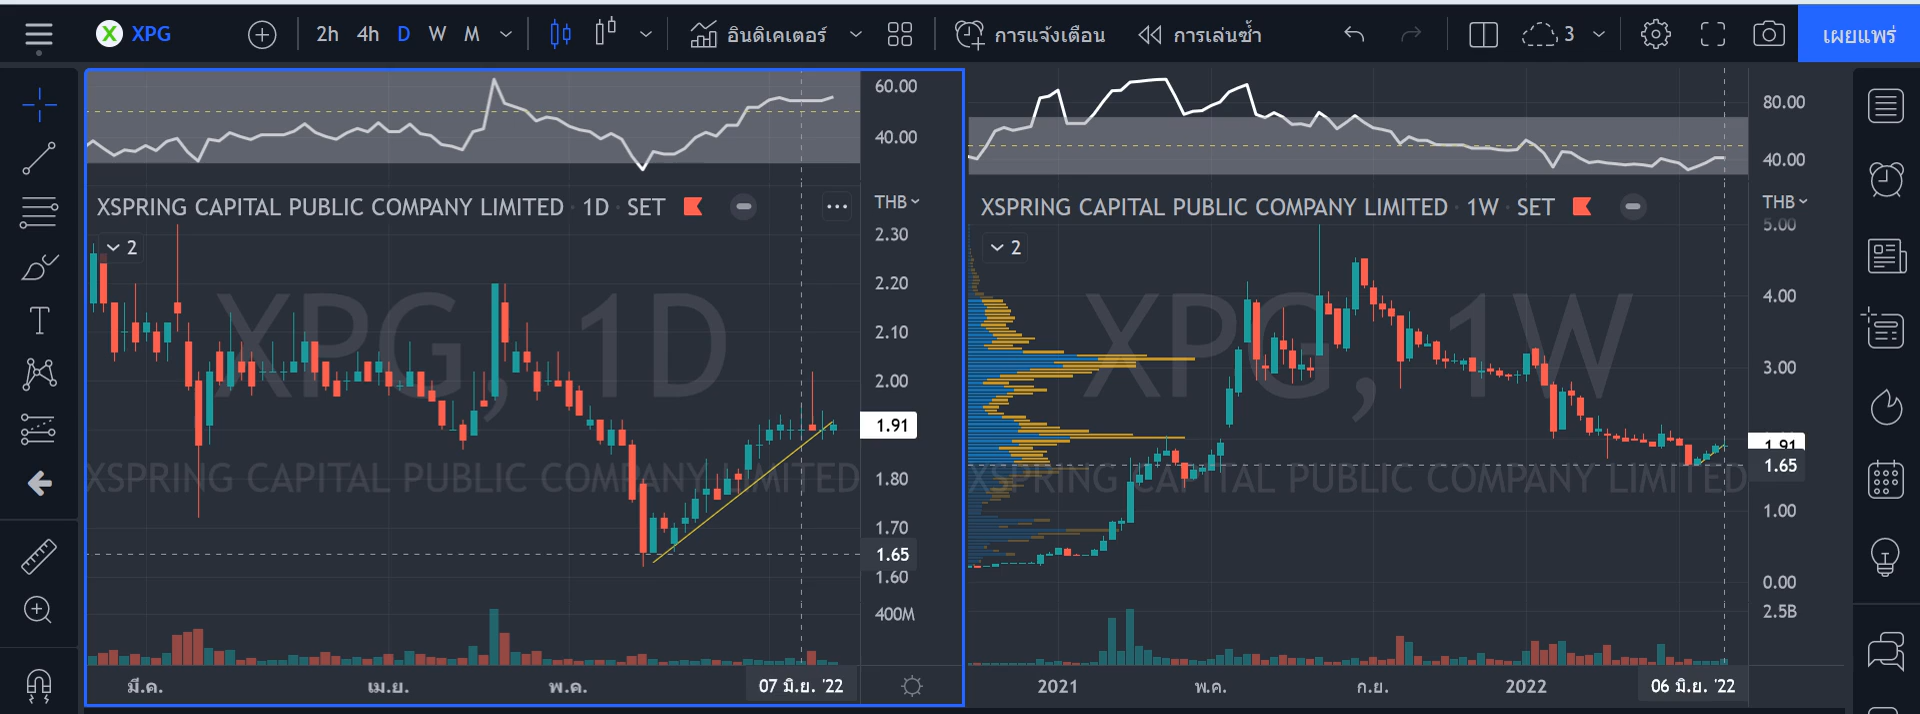 XPG 2h 4h D W M อินดิเคเตอร์ การแจ้งเตือน การเล่นซ้ำ 3 เผยแพร่
60.00
40.00
XSPRING CAPITAL PUBLIC COMPANY LIMITED · 1D · SET
THB
2
2.30
2.20
2.10
2.00
1.91
1.80
1.70
1.65
1.60
400M
XPG, 1D
XSPRING CAPITAL PUBLIC COMPANY LIMITED
มี.ค. เม.ย. พ.ค. 07 มิ.ย. '22
80.00
40.00
XSPRING CAPITAL PUBLIC COMPANY LIMITED · 1W · SET
THB
5.00
2
4.00
3.00
1.91
1.65
1.00
0.00
2.5B
XPG, 1W
XSPRING CAPITAL PUBLIC COMPANY LIMITED
2021 พ.ค. ก.ย. 2022 06 มิ.ย. '22